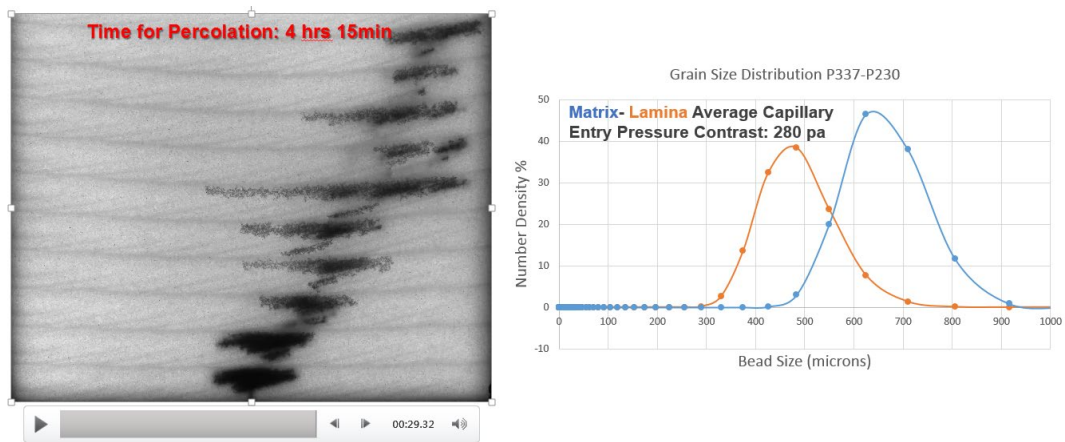 Time for Percolation: 4 hrs 15min
00:29.32
Grain Size Distribution P337-P230
Matrix- Lamina Average Capillary
Entry Pressure Contrast: 280 pa
Number Density %
50
40
30
20
10
0
-10
0 100 200 300 400 500 600 700 800 900 1000
Bead Size (microns)